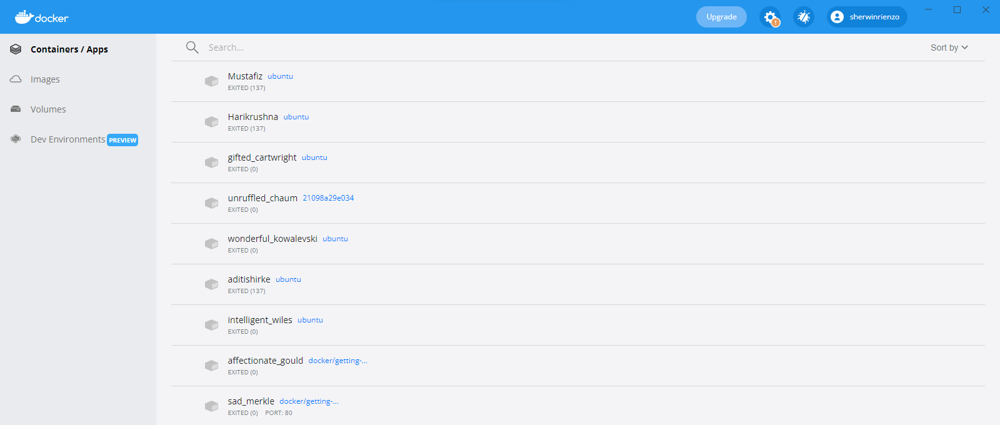 docker
Upgrade
sherwinrienzo
Containers / Apps
Images
Volumes
Dev Environments PREVIEW
Search...
Sort by
Mustafiz ubuntu
EXITED (137)
Harikrushna ubuntu
EXITED (137)
gifted_cartwright ubuntu
EXITED (0)
unruffled_chaum 21098a29e034
EXITED (0)
wonderful_kowalevski ubuntu
EXITED (0)
aditishirke ubuntu
EXITED (137)
intelligent_wiles ubuntu
EXITED (0)
affectionate_gould docker/getting-...
EXITED (0)
sad_merkle docker/getting-...
EXITED (0) PORT: 80